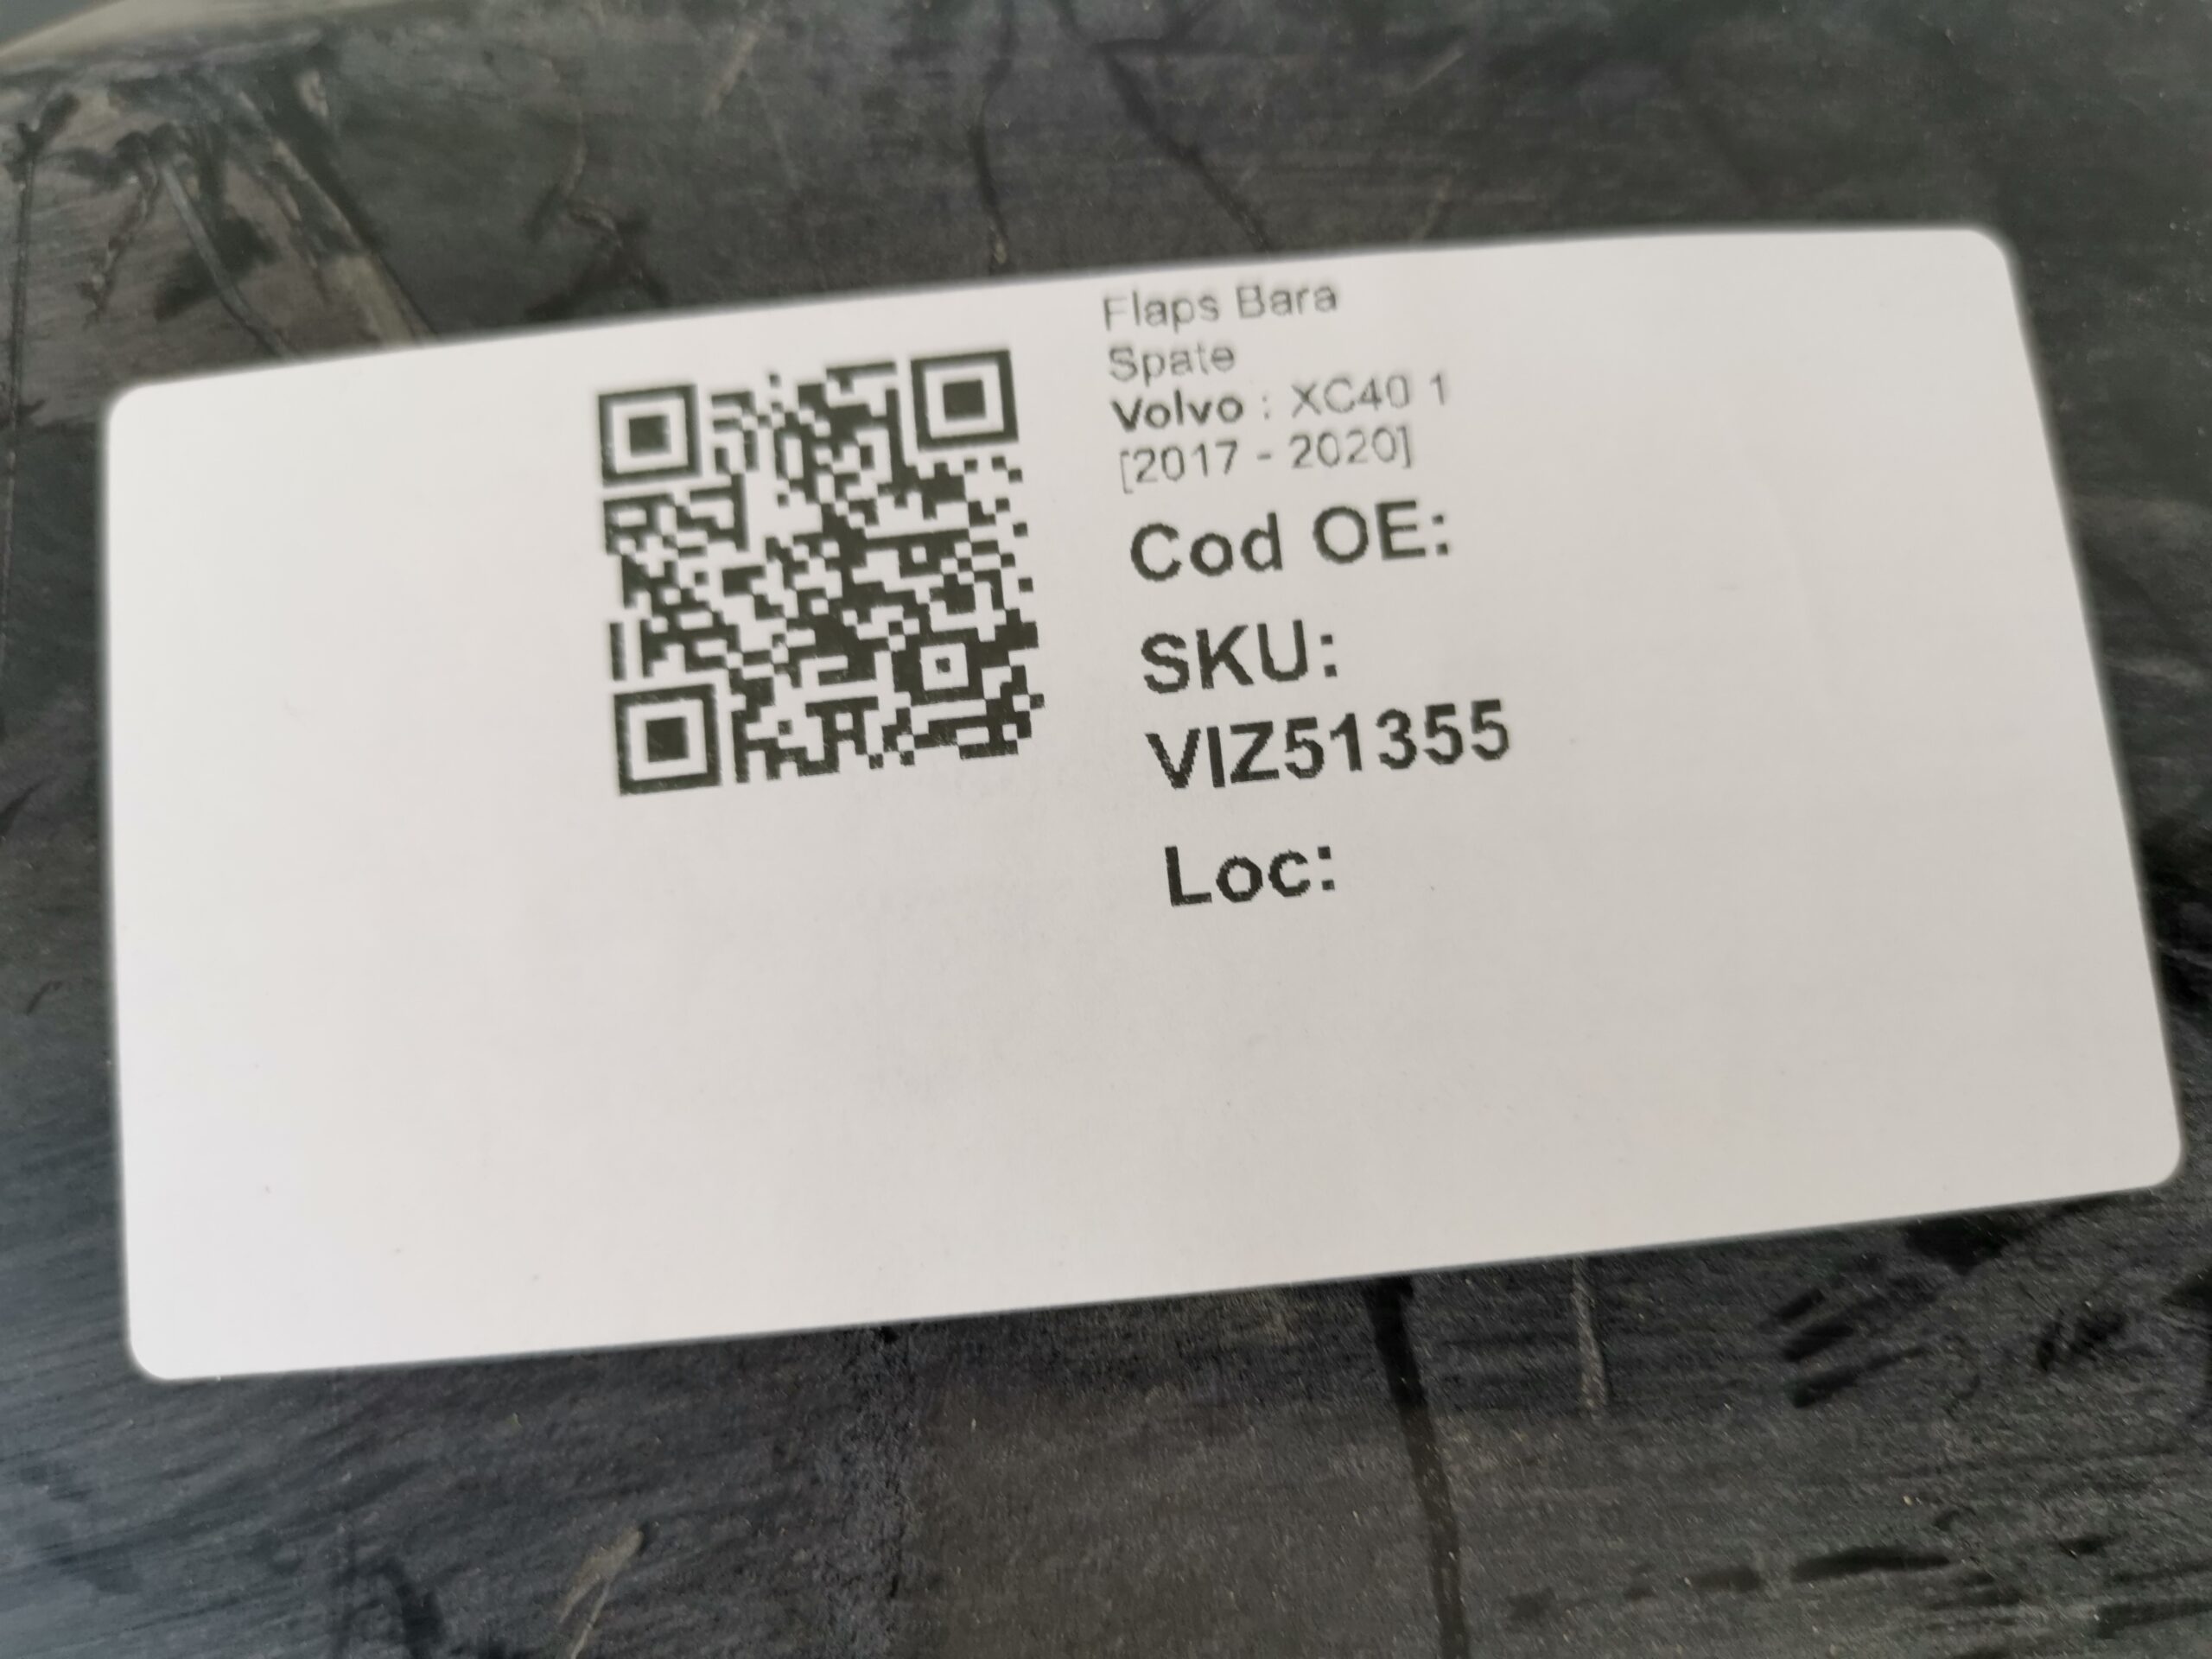 Flaps Bara
Spate
Volvo : XC40 1
[2017 - 2020]
Cod OE:
SKU:
VIZ51355
Loc: